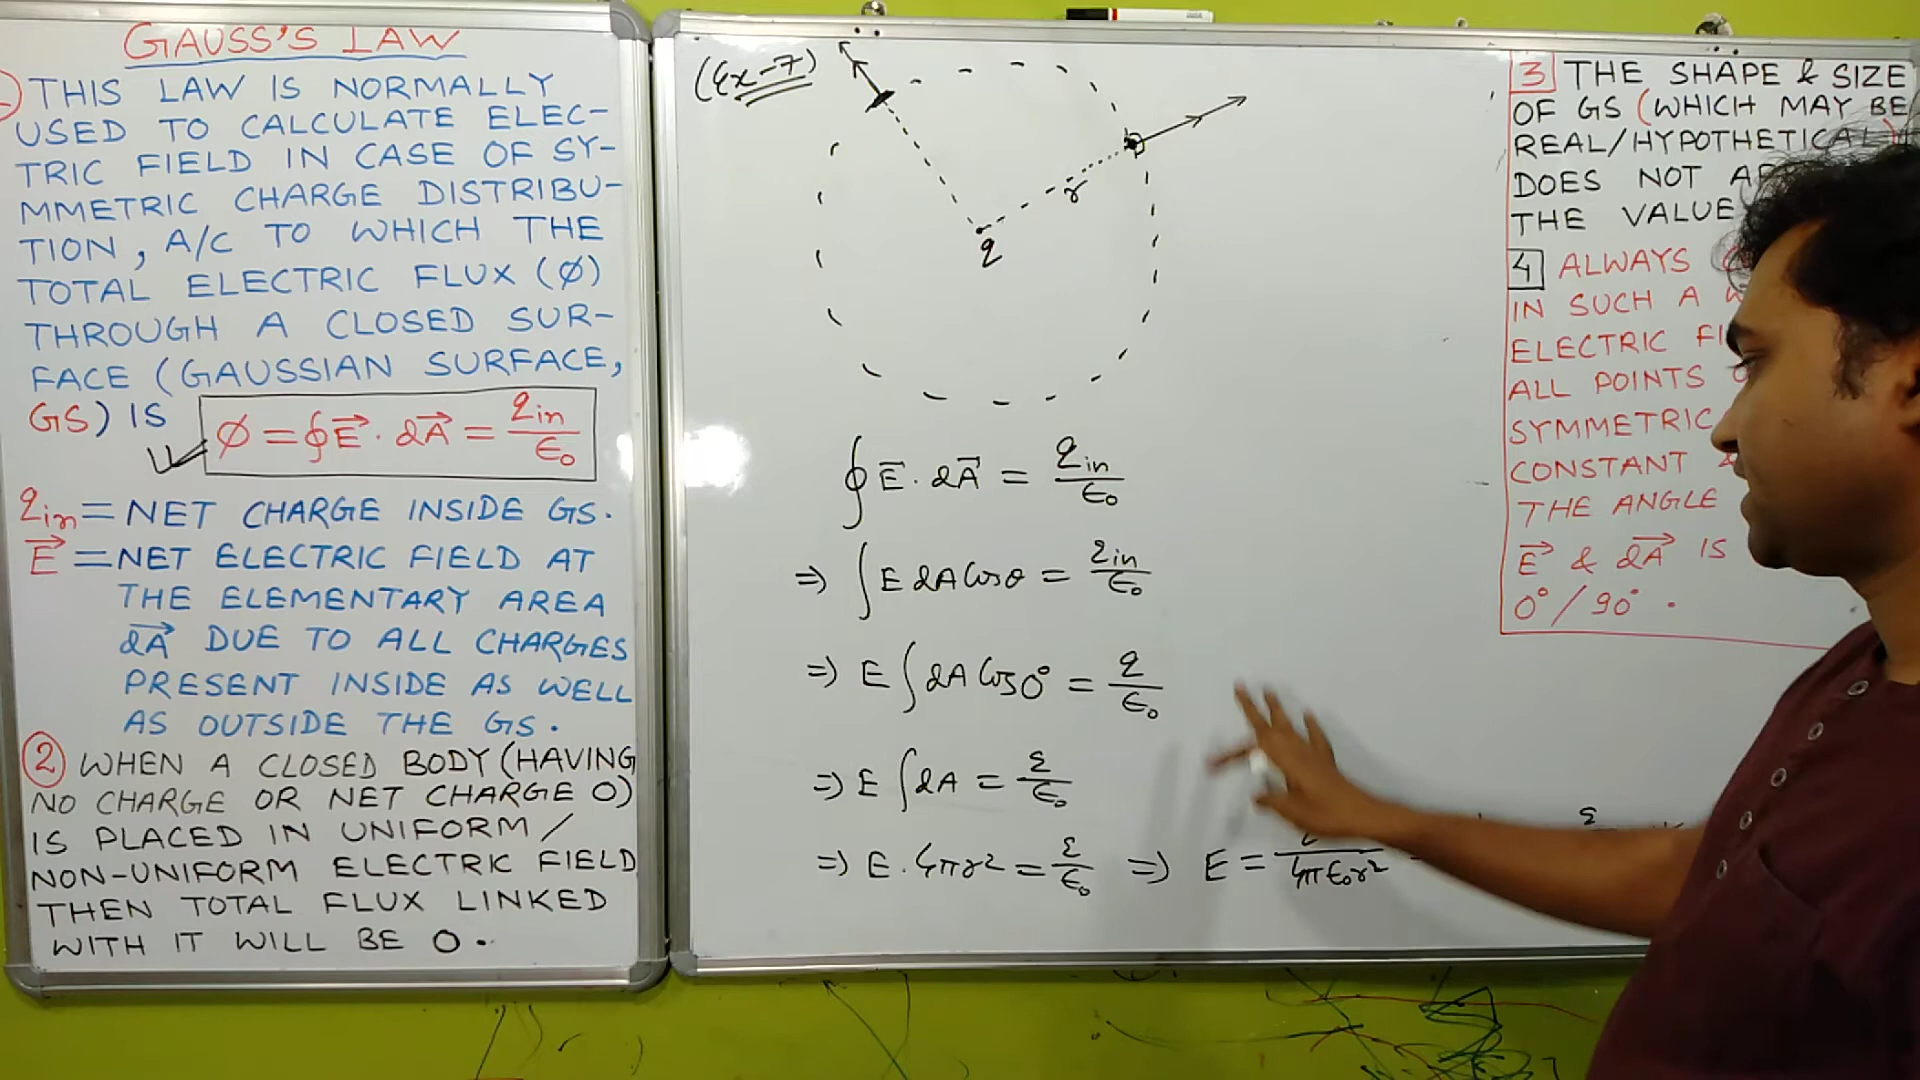 GAUSS'S LAW
THIS LAW IS NORMALLY
USED TO CALCULATE ELEC-
TRIC FIELD IN CASE OF SY-
MMETRIC CHARGE DISTRIBU-
TION, A/C TO WHICH THE
TOTAL ELECTRIC FLUX (∅)
THROUGH A CLOSED SUR-
FACE (GAUSSIAN SURFACE,
GS) IS ∅ = ∮E⃗ . dA⃗ = qin/ε₀
qin = NET CHARGE INSIDE GS.
E⃗ = NET ELECTRIC FIELD AT
THE ELEMENTARY AREA
dA⃗ DUE TO ALL CHARGES
PRESENT INSIDE AS WELL
AS OUTSIDE THE GS.
2 WHEN A CLOSED BODY (HAVING
NO CHARGE OR NET CHARGE 0)
IS PLACED IN UNIFORM /
NON-UNIFORM ELECTRIC FIELD
THEN TOTAL FLUX LINKED
WITH IT WILL BE 0.
(Ex-7)
r
q
∮ E⃗ . dA⃗ = qin/ε₀
⇒ ∫ E dA Cosθ = qin/ε₀
⇒ E ∫ dA Cos 0° = q/ε₀
⇒ E ∫ dA = q/ε₀
⇒ E . 4πr² = q/ε₀ ⇒ E = /4πε₀r²
3 THE SHAPE & SIZE
OF GS (WHICH MAY BE
REAL/HYPOTHETICAL)
DOES NOT
THE VALUE
4 ALWAYS
IN SUCH A
ELECTRIC
ALL POINTS
SYMMETRIC
CONSTANT
THE ANGLE
E⃗ & dA⃗ IS
0° / 90° .